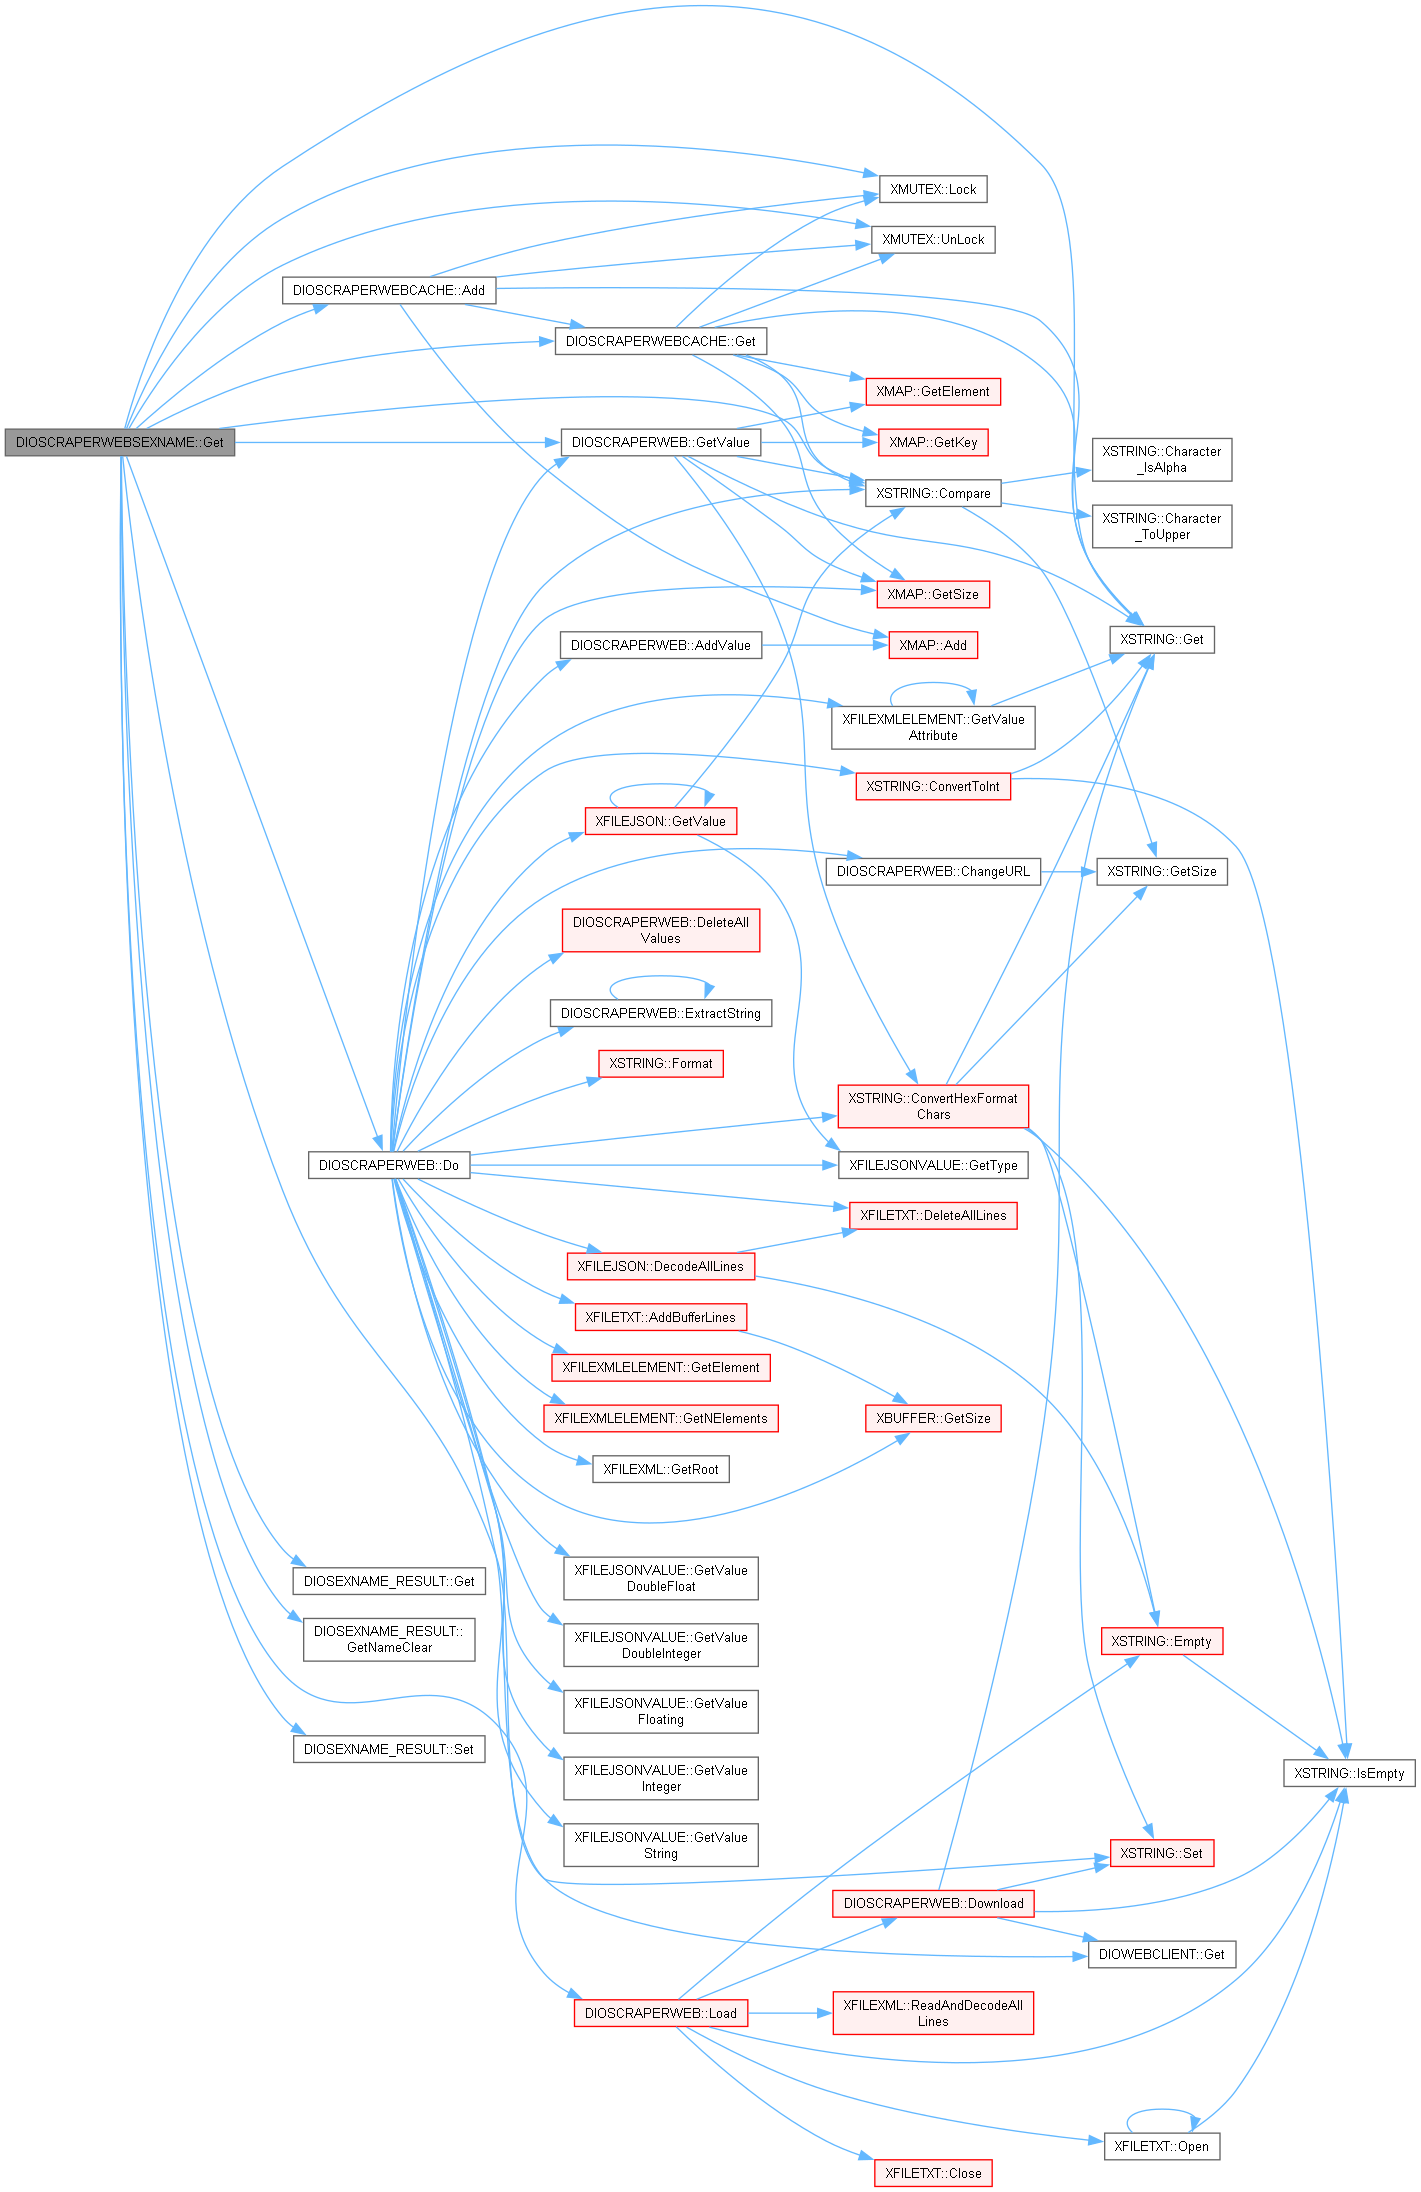 XMUTEX::Lock
XMUTEX::UnLock
DIOSCRAPERWEBCACHE::Add
DIOSCRAPERWEBCACHE::Get
XMAP::GetElement
DIOSCRAPERWEBSEXNAME::Get
DIOSCRAPERWEB::GetValue
XMAP::GetKey
XSTRING::Character
_IsAlpha
XSTRING::Compare
XSTRING::Character
_ToUpper
XMAP::GetSize
DIOSCRAPERWEB::AddValue
XMAP::Add
XSTRING::Get
XFILEXMLELEMENT::GetValue
Attribute
XSTRING::ConvertToInt
XFILEJSON::GetValue
DIOSCRAPERWEB::ChangeURL
XSTRING::GetSize
DIOSCRAPERWEB::DeleteAll
Values
DIOSCRAPERWEB::ExtractString
XSTRING::Format
XSTRING::ConvertHexFormat
Chars
DIOSCRAPERWEB::Do
XFILEJSONVALUE::GetType
XFILETXT::DeleteAllLines
XFILEJSON::DecodeAllLines
XFILETXT::AddBufferLines
XFILEXMLELEMENT::GetElement
XFILEXMLELEMENT::GetNElements
XBUFFER::GetSize
XFILEXML::GetRoot
DIOSEXNAME_RESULT::Get
XFILEJSONVALUE::GetValue
DoubleFloat
DIOSEXNAME_RESULT::
GetNameClear
XFILEJSONVALUE::GetValue
DoubleInteger
XSTRING::Empty
XFILEJSONVALUE::GetValue
Floating
DIOSEXNAME_RESULT::Set
XFILEJSONVALUE::GetValue
Integer
XSTRING::IsEmpty
XFILEJSONVALUE::GetValue
String
XSTRING::Set
DIOSCRAPERWEB::Download
DIOWEBCLIENT::Get
DIOSCRAPERWEB::Load
XFILEXML::ReadAndDecodeAll
Lines
XFILETXT::Open
XFILETXT::Close